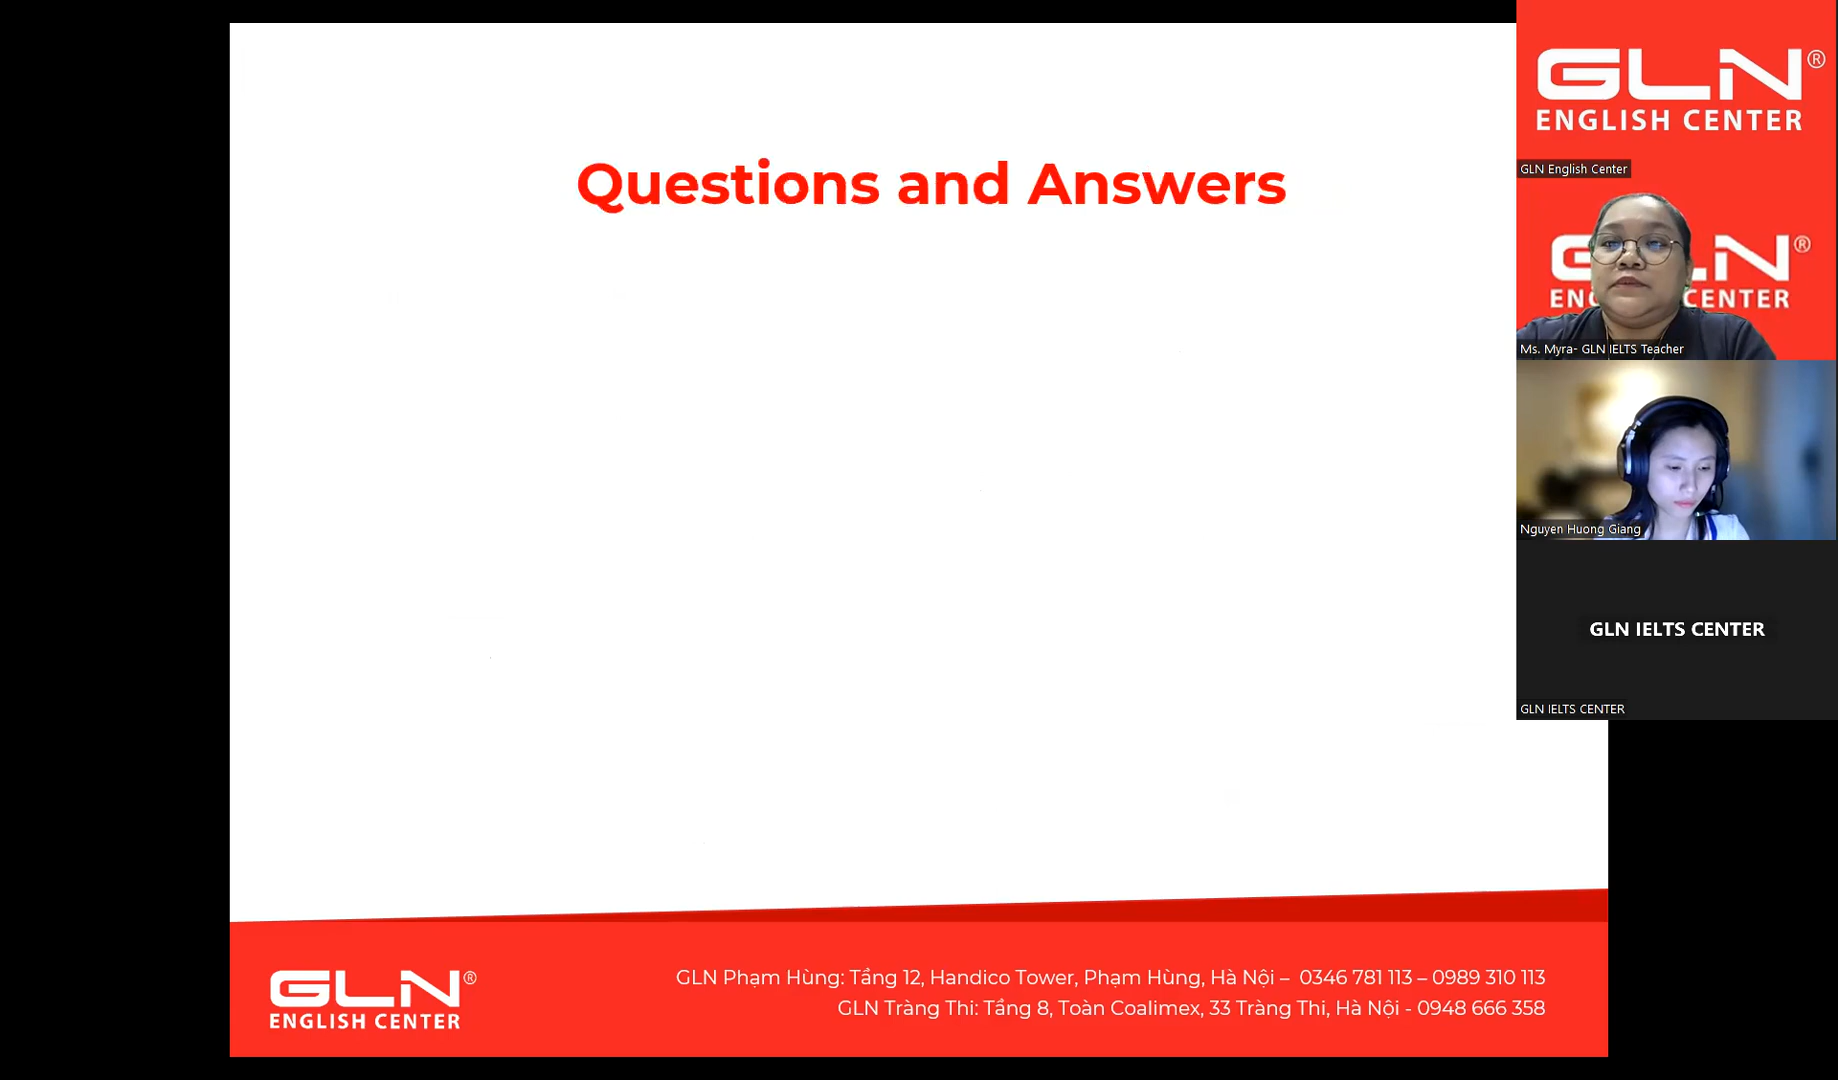 Questions and Answers
GLN®
ENGLISH CENTER
GLN English Center
GLN®
ENGLISH CENTER
Ms. Myra- GLN IELTS Teacher
Nguyen Huong Giang
GLN IELTS CENTER
GLN IELTS CENTER
GLN®
ENGLISH CENTER
GLN Phạm Hùng: Tầng 12, Handico Tower, Phạm Hùng, Hà Nội – 0346 781 113 – 0989 310 113
GLN Tràng Thi: Tầng 8, Toàn Coalimex, 33 Tràng Thi, Hà Nội - 0948 666 358